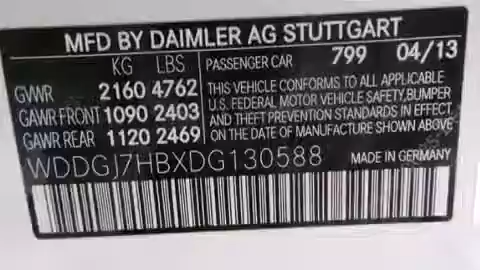 MFD BY DAIMLER AG STUTTGART
KG LBS PASSENGER CAR 799 04/13
GVWR 2160 4762
GAWR FRONT 1090 2403
GAWR REAR 1120 2469
THIS VEHICLE CONFORMS TO ALL APPLICABLE
U.S. FEDERAL MOTOR VEHICLE SAFETY, BUMPER
AND THEFT PREVENTION STANDARDS IN EFFECT
ON THE DATE OF MANUFACTURE SHOWN ABOVE.
WDDGJ7HBXDG130588
MADE IN GERMANY